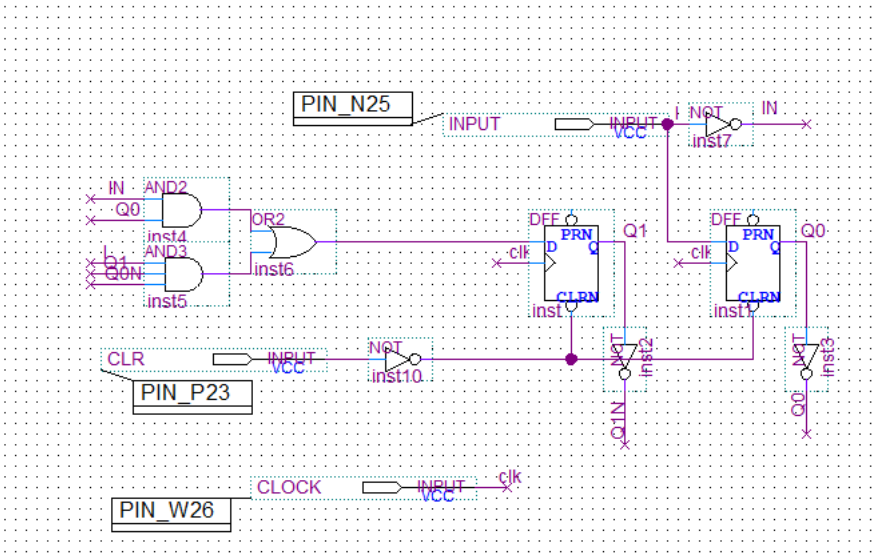 PIN_N25
INPUT
INPUT
VCC
I
NOT
IN
inst7
IN
AND2
Q0
inst4
OR2
inst6
I
Q1
Q0N
AND3
inst5
DFF
PRN
D
Q
clk
CLRN
inst
Q1
DFF
PRN
D
Q
clk
CLRN
inst1
Q0
CLR
INPUT
VCC
NOT
inst10
PIN_P23
NOT
inst2
Q1N
NOT
inst3
Q0
CLOCK
INPUT
VCC
clk
PIN_W26